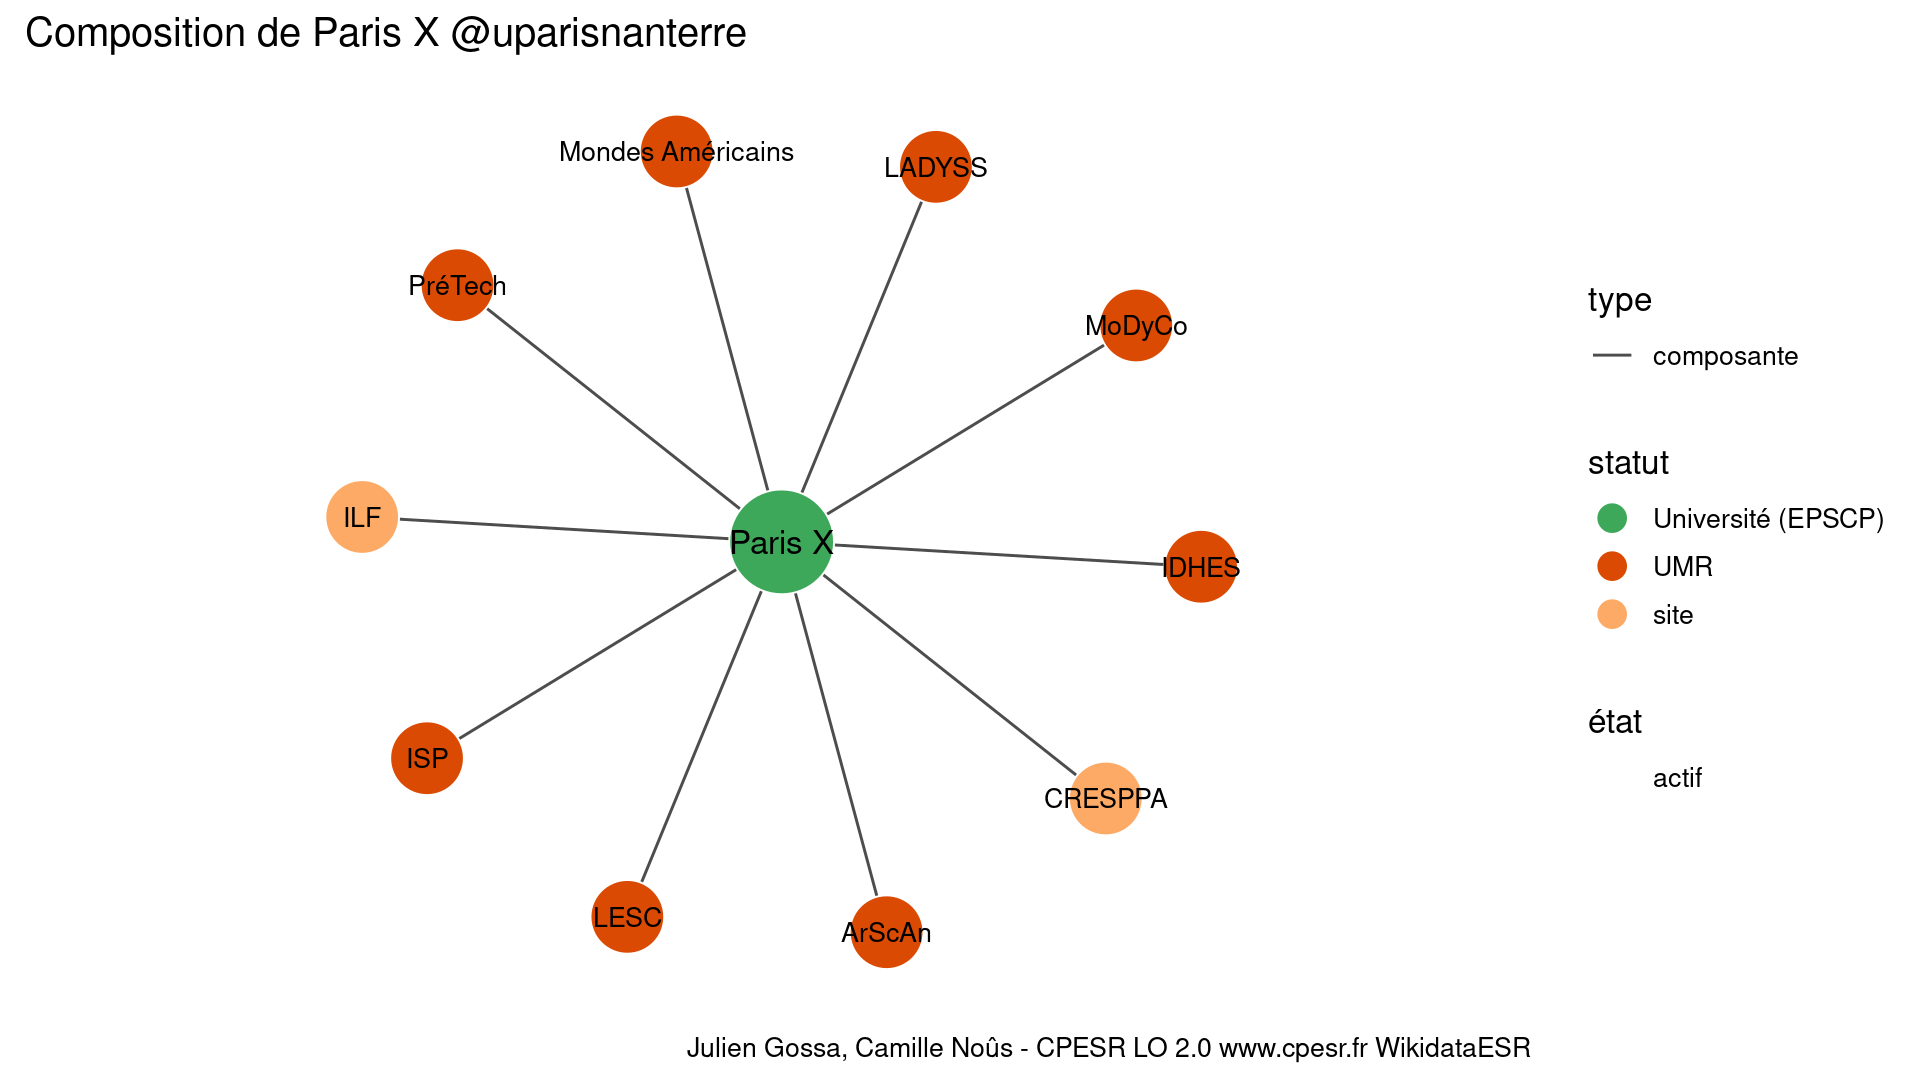 Composition de Paris X @uparisnanterre
Mondes Américains
LADYSS
PréTech
MoDyCo
ILF
Paris X
IDHES
ISP
CRESPPA
LESC
ArScAn
type
composante
statut
Université (EPSCP)
UMR
site
état
actif
Julien Gossa, Camille Noûs - CPESR LO 2.0 www.cpesr.fr WikidataESR